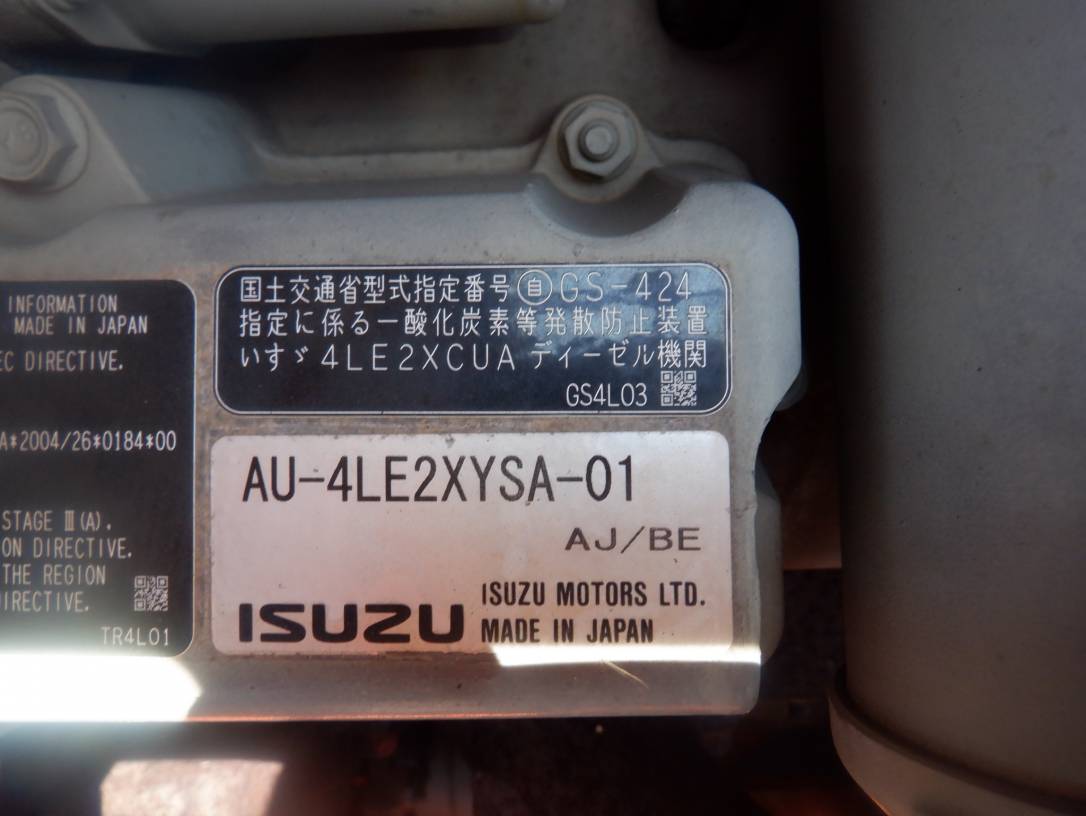 INFORMATION
MADE IN JAPAN
EC DIRECTIVE.
A*2004/26*0184*00
STAGE Ⅲ(A).
ON DIRECTIVE.
THE REGION
DIRECTIVE.
TR4L01
国土交通省型式指定番号㊀GS-424
指定に係る一酸化炭素等発散防止装置
いすゞ 4LE2XCUA ディーゼル機関
GS4L03
AU-4LE2XYSA-01
AJ/BE
ISUZU
ISUZU MOTORS LTD.
MADE IN JAPAN